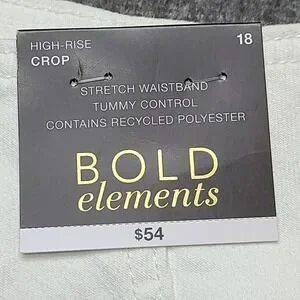 HIGH-RISE 18
CROP
STRETCH WAISTBAND
TUMMY CONTROL
CONTAINS RECYCLED POLYESTER
BOLD
elements
$54